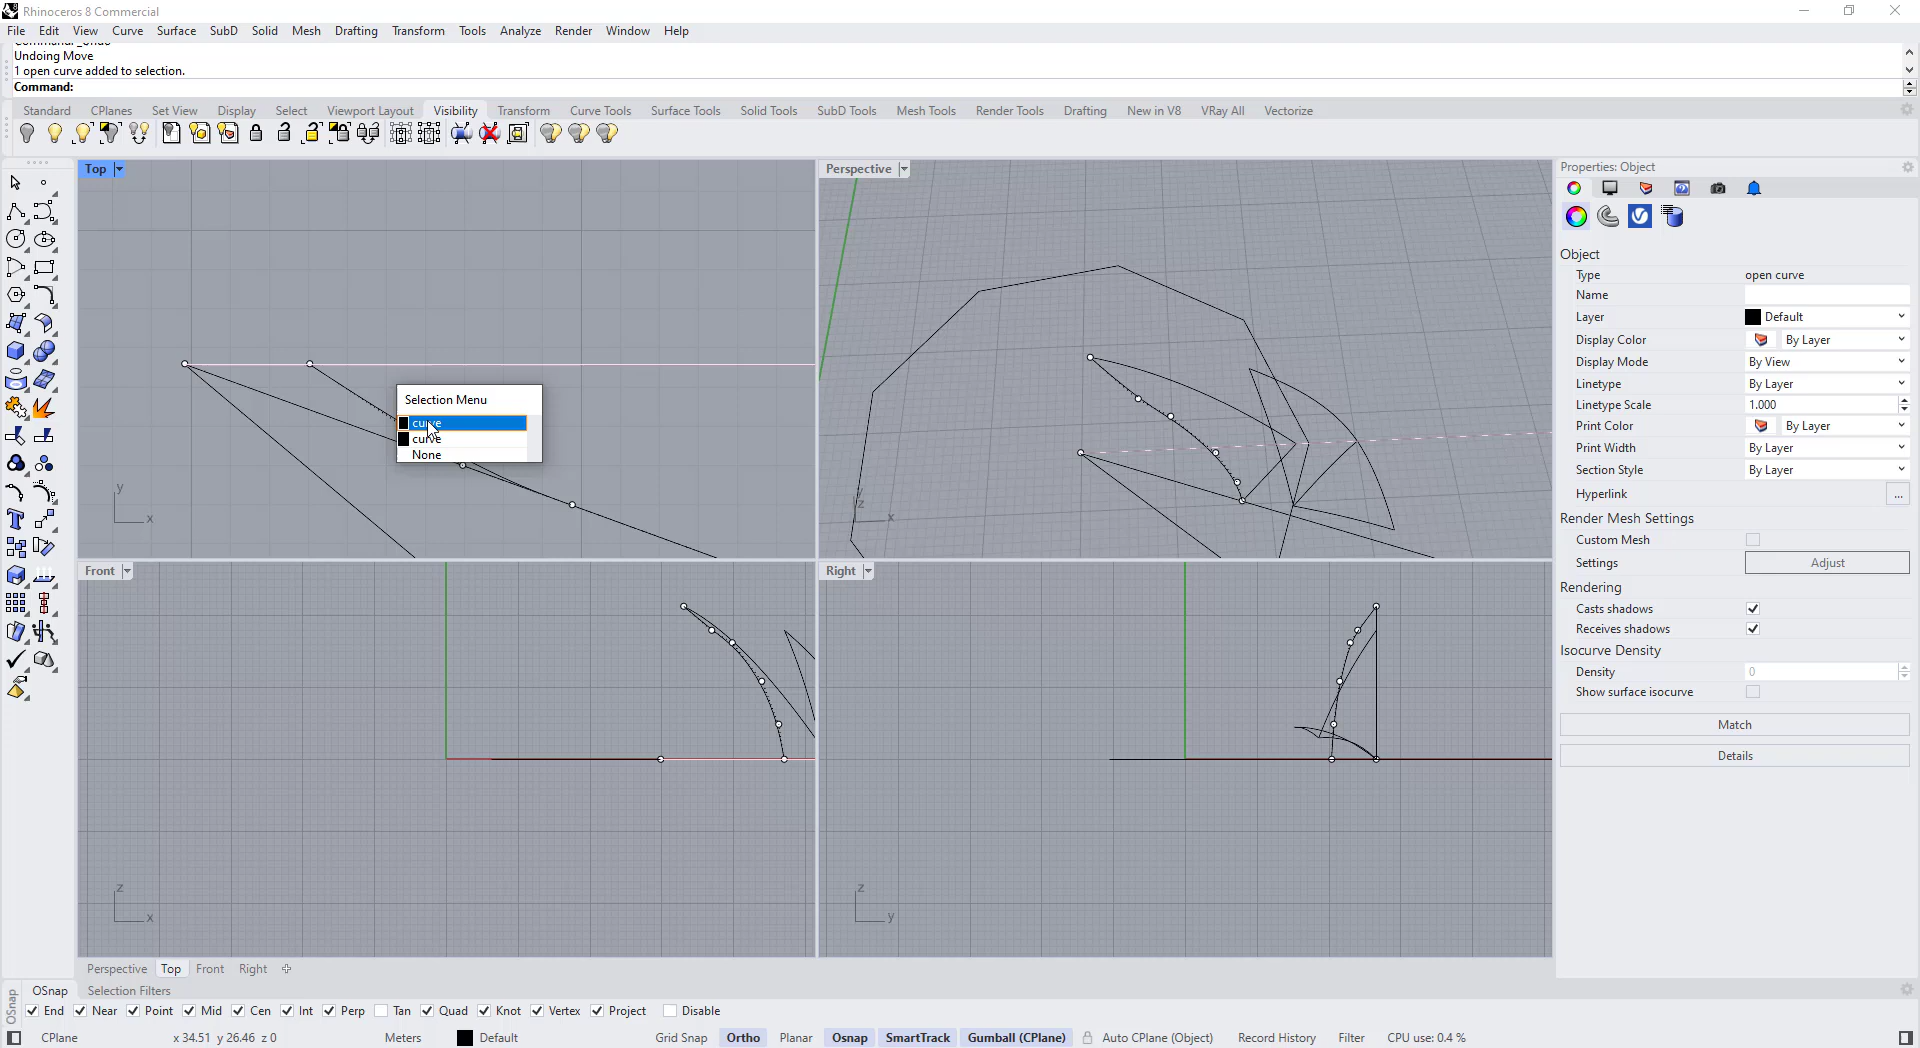 Rhinoceros 8 Commercial
File Edit View Curve Surface SubD Solid Mesh Drafting Transform Tools Analyze Render Window Panels Help
Undoing Move
1 open curve added to selection.
Command:
Standard CPlanes Set View Display Select Viewport Layout Visibility Transform Curve Tools Surface Tools Solid Tools SubD Tools Mesh Tools Render Tools Drafting New in V8 VRay All Vectorize
Top
Perspective
Properties: Object
Object
Type open curve
Name
Layer Default
Display Color By Layer
Display Mode By View
Linetype By Layer
Linetype Scale 1.000
Print Color By Layer
Print Width By Layer
Section Style By Layer
Hyperlink ...
Render Mesh Settings
Custom Mesh
Settings Adjust
Rendering
Casts shadows
Receives shadows
Isocurve Density
Density 0
Show surface isocurve
Match
Details
Selection Menu
curve
curve
None
y
x
z
x
Front
Right
z
x
z
y
Perspective Top Front Right
OSnap Selection Filters
OSnap
End Near Point Mid Cen Int Perp Tan Quad Knot Vertex Project Disable
CPlane x 34.51 y 26.46 z 0 Meters Default Grid Snap Ortho Planar Osnap SmartTrack Gumball (CPlane) Auto CPlane (Object) Record History Filter CPU use: 0.4 %